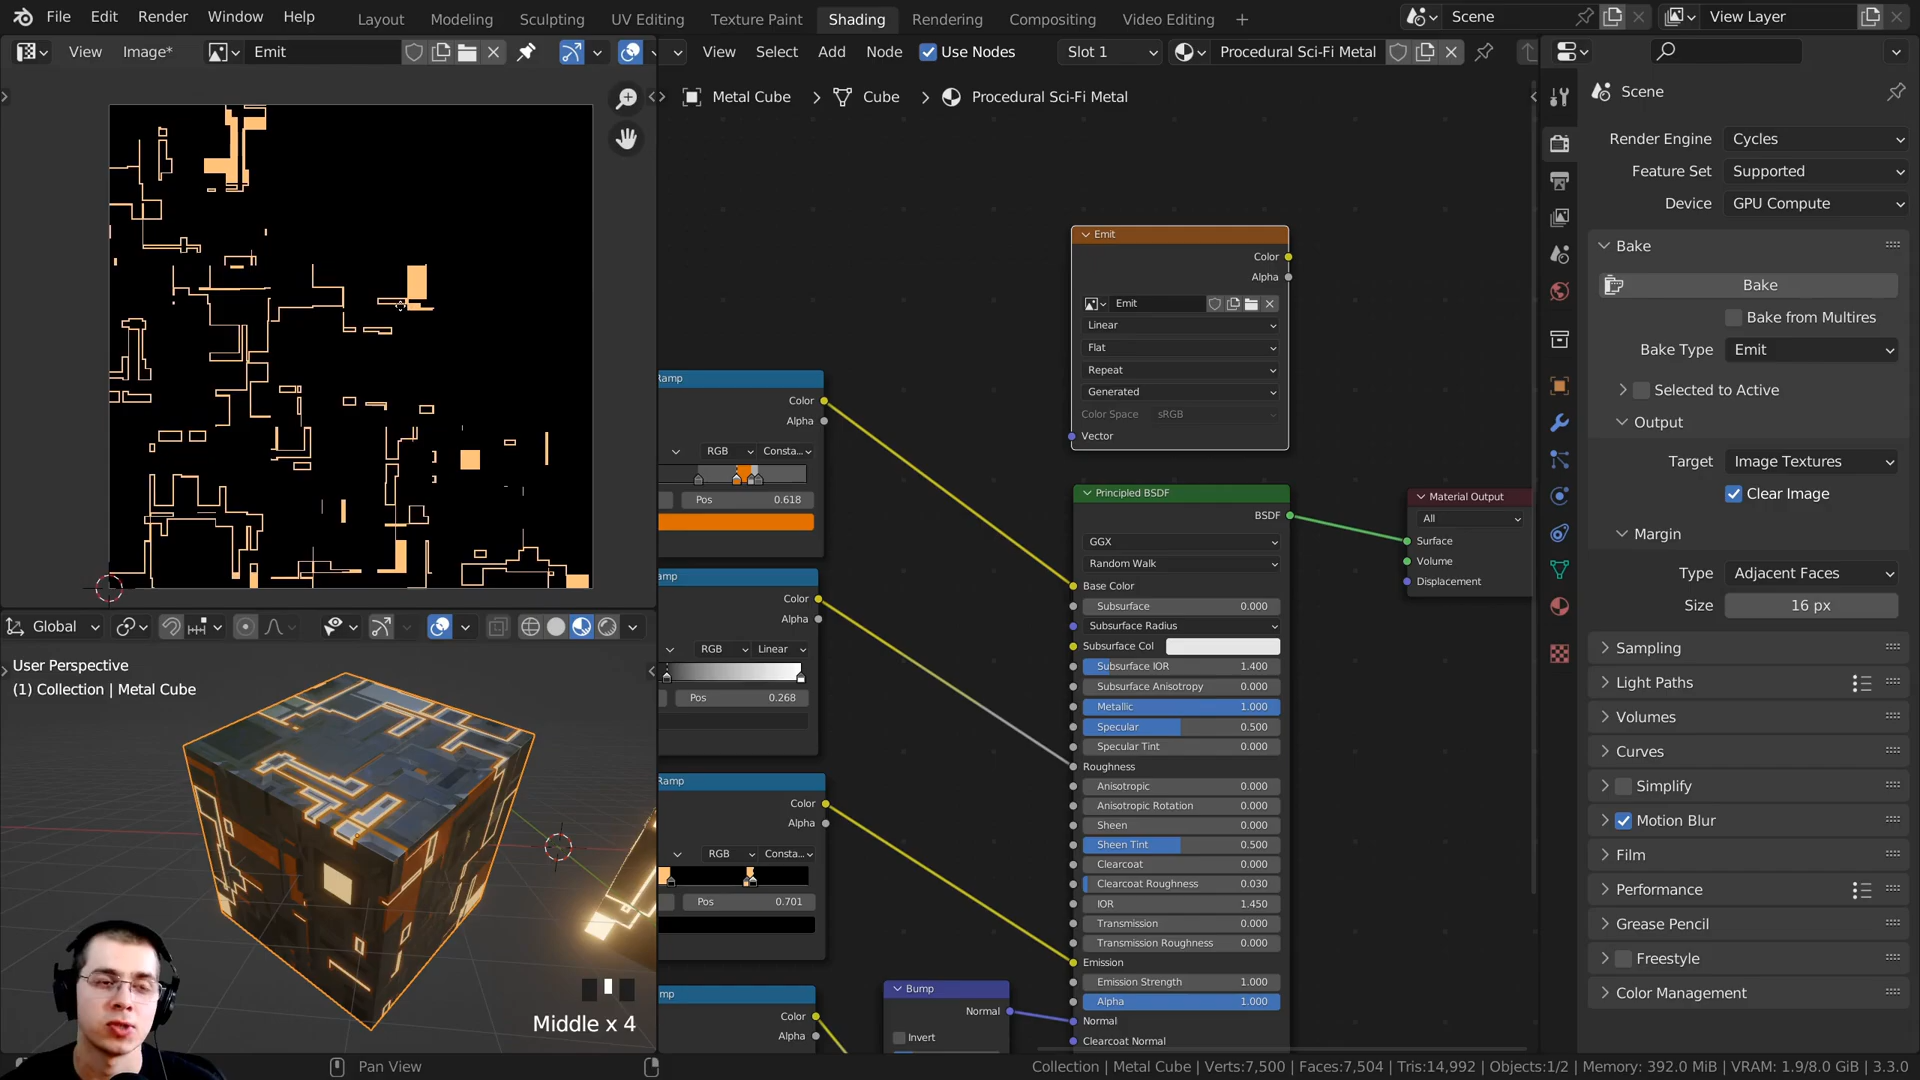 File Edit Render Window Help Layout Modeling Sculpting UV Editing Texture Paint Shading Rendering Compositing Video Editing + Scene View Layer
View Image* Emit View Select Add Node Use Nodes Slot 1 Procedural Sci-Fi Metal
Metal Cube > Cube > Procedural Sci-Fi Metal
Scene
Render Engine Cycles
Feature Set Supported
Device GPU Compute
Bake
Bake
Bake from Multires
Bake Type Emit
Selected to Active
Output
Target Image Textures
Clear Image
Margin
Type Adjacent Faces
Size 16 px
Sampling
Light Paths
Volumes
Curves
Simplify
Motion Blur
Film
Performance
Grease Pencil
Freestyle
Color Management
Emit
Color
Alpha
Emit
Linear
Flat
Repeat
Generated
Color Space sRGB
Vector
Ramp
Color
Alpha
RGB Consta...
Pos 0.618
amp
Color
Alpha
RGB Linear
Pos 0.268
Ramp
Color
Alpha
RGB Consta...
Pos 0.701
mp
Color
Alpha
Bump
Normal
Invert
Principled BSDF
BSDF
GGX
Random Walk
Base Color
Subsurface 0.000
Subsurface Radius
Subsurface Col
Subsurface IOR 1.400
Subsurface Anisotropy 0.000
Metallic 1.000
Specular 0.500
Specular Tint 0.000
Roughness
Anisotropic 0.000
Anisotropic Rotation 0.000
Sheen 0.000
Sheen Tint 0.500
Clearcoat 0.000
Clearcoat Roughness 0.030
IOR 1.450
Transmission 0.000
Transmission Roughness 0.000
Emission
Emission Strength 1.000
Alpha 1.000
Normal
Clearcoat Normal
Material Output
All
Surface
Volume
Displacement
Global
User Perspective
(1) Collection | Metal Cube
Middle x 4
Pan View
Collection | Metal Cube | Verts:7,500 | Faces:7,504 | Tris:14,992 | Objects:1/2 | Memory: 392.0 MiB | VRAM: 1.9/8.0 GiB | 3.3.0